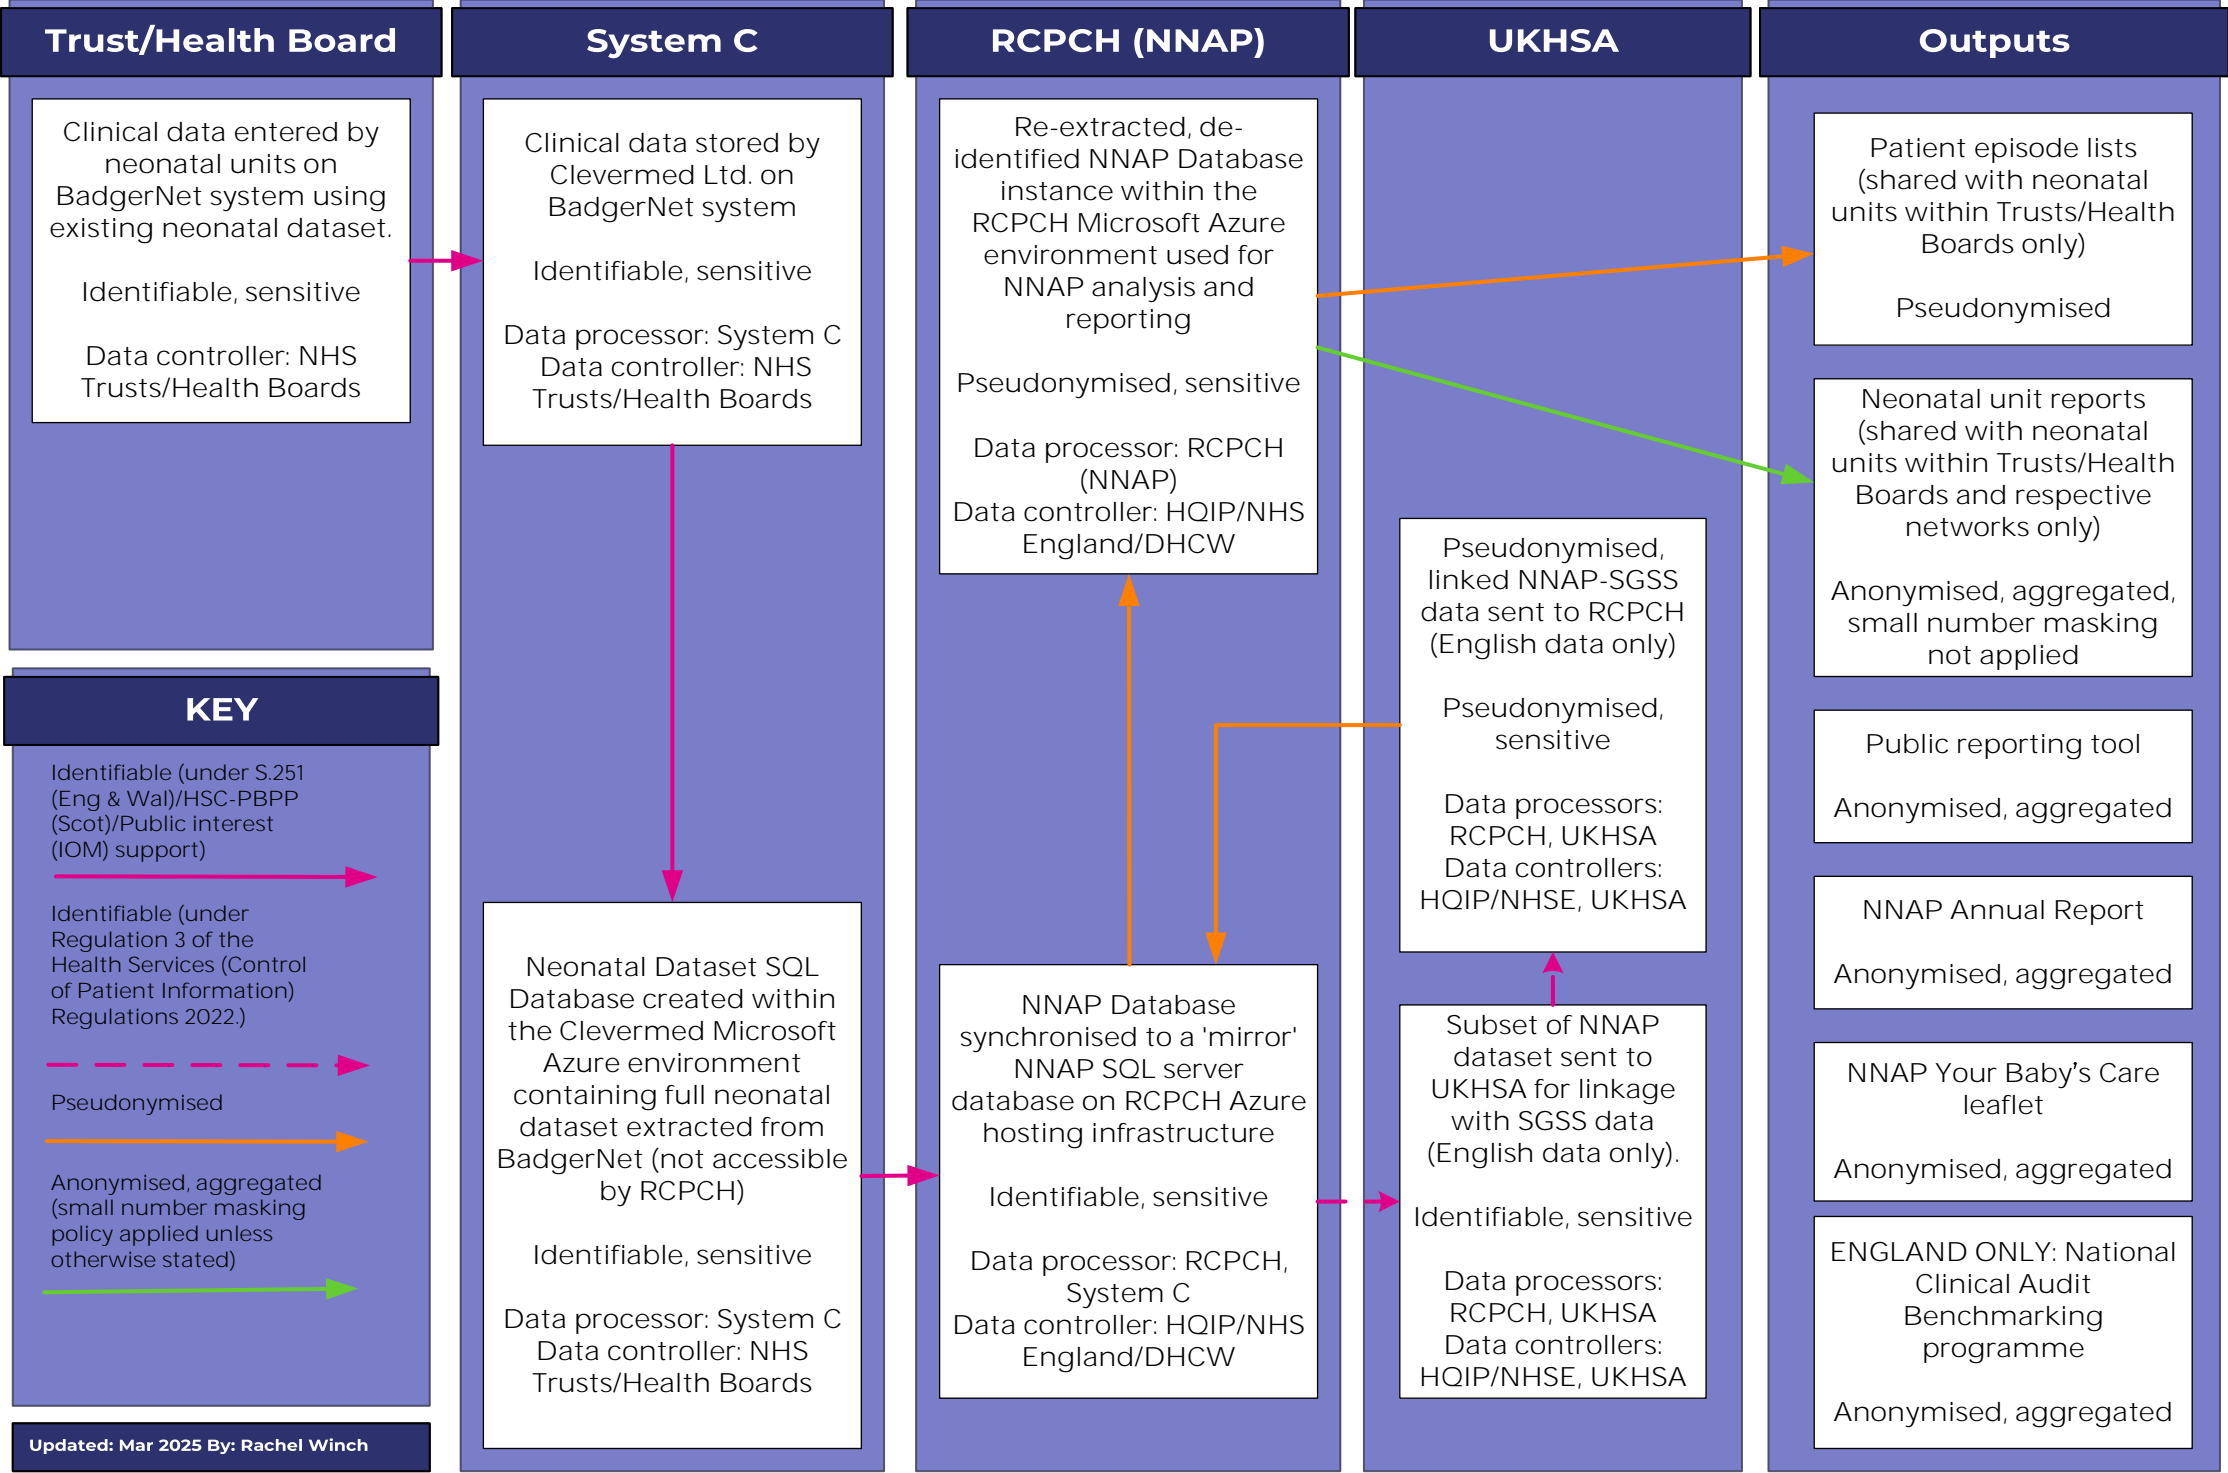 Trust/Health Board
Clinical data entered by
neonatal units on
BadgerNet system using
existing neonatal dataset.
Identifiable, sensitive
Data controller: NHS
Trusts/Health Boards
KEY
Identifiable (under S.251
(Eng & Wal)/HSC-PBPP
(Scot)/Public interest
(IOM) support)
Identifiable (under
Regulation 3 of the
Health Services (Control
of Patient Information)
Regulations 2022.)
Pseudonymised
Anonymised, aggregated
(small number masking
policy applied unless
otherwise stated)
Updated: Mar 2025 By: Rachel Winch
System C
Clinical data stored by
Clevermed Ltd. on
BadgerNet system
Identifiable, sensitive
Data processor: System C
Data controller: NHS
Trusts/Health Boards
Neonatal Dataset SQL
Database created within
the Clevermed Microsoft
Azure environment
containing full neonatal
dataset extracted from
BadgerNet (not accessible
by RCPCH)
Identifiable, sensitive
Data processor: System C
Data controller: NHS
Trusts/Health Boards
RCPCH (NNAP)
Re-extracted, de-
identified NNAP Database
instance within the
RCPCH Microsoft Azure
environment used for
NNAP analysis and
reporting
Pseudonymised, sensitive
Data processor: RCPCH
(NNAP)
Data controller: HQIP/NHS
England/DHCW
NNAP Database
synchronised to a 'mirror'
NNAP SQL server
database on RCPCH Azure
hosting infrastructure
Identifiable, sensitive
Data processor: RCPCH,
System C
Data controller: HQIP/NHS
England/DHCW
UKHSA
Pseudonymised,
linked NNAP-SGSS
data sent to RCPCH
(English data only)
Pseudonymised,
sensitive
Data processors:
RCPCH, UKHSA
Data controllers:
HQIP/NHSE, UKHSA
Subset of NNAP
dataset sent to
UKHSA for linkage
with SGSS data
(English data only).
Identifiable, sensitive
Data processors:
RCPCH, UKHSA
Data controllers:
HQIP/NHSE, UKHSA
Outputs
Patient episode lists
(shared with neonatal
units within Trusts/Health
Boards only)
Pseudonymised
Neonatal unit reports
(shared with neonatal
units within Trusts/Health
Boards and respective
networks only)
Anonymised, aggregated,
small number masking
not applied
Public reporting tool
Anonymised, aggregated
NNAP Annual Report
Anonymised, aggregated
NNAP Your Baby’s Care
leaflet
Anonymised, aggregated
ENGLAND ONLY: National
Clinical Audit
Benchmarking
programme
Anonymised, aggregated